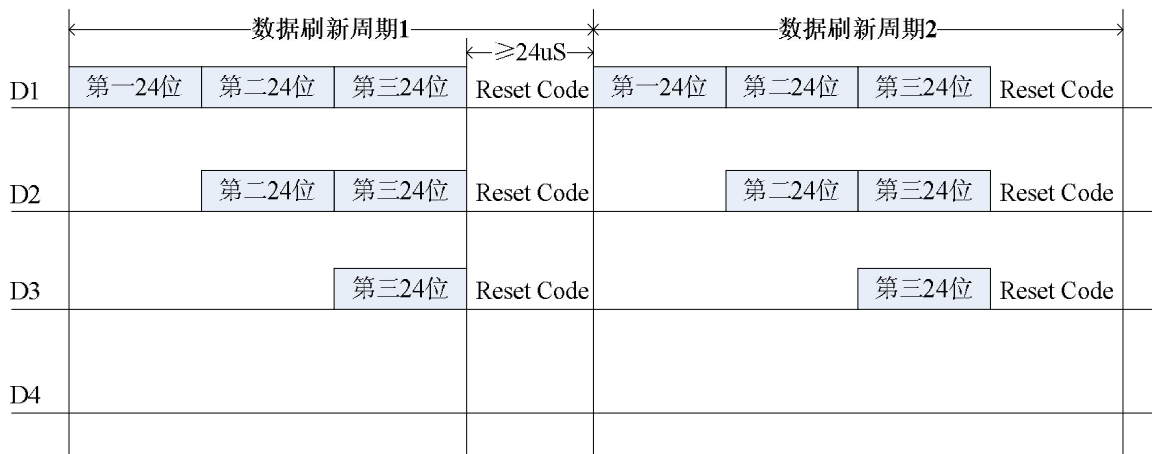 数据刷新周期1 数据刷新周期2
≥24uS
D1 第一24位 第二24位 第三24位 Reset Code 第一24位 第二24位 第三24位 Reset Code
D2 第二24位 第三24位 Reset Code 第二24位 第三24位 Reset Code
D3 第三24位 Reset Code 第三24位 Reset Code
D4